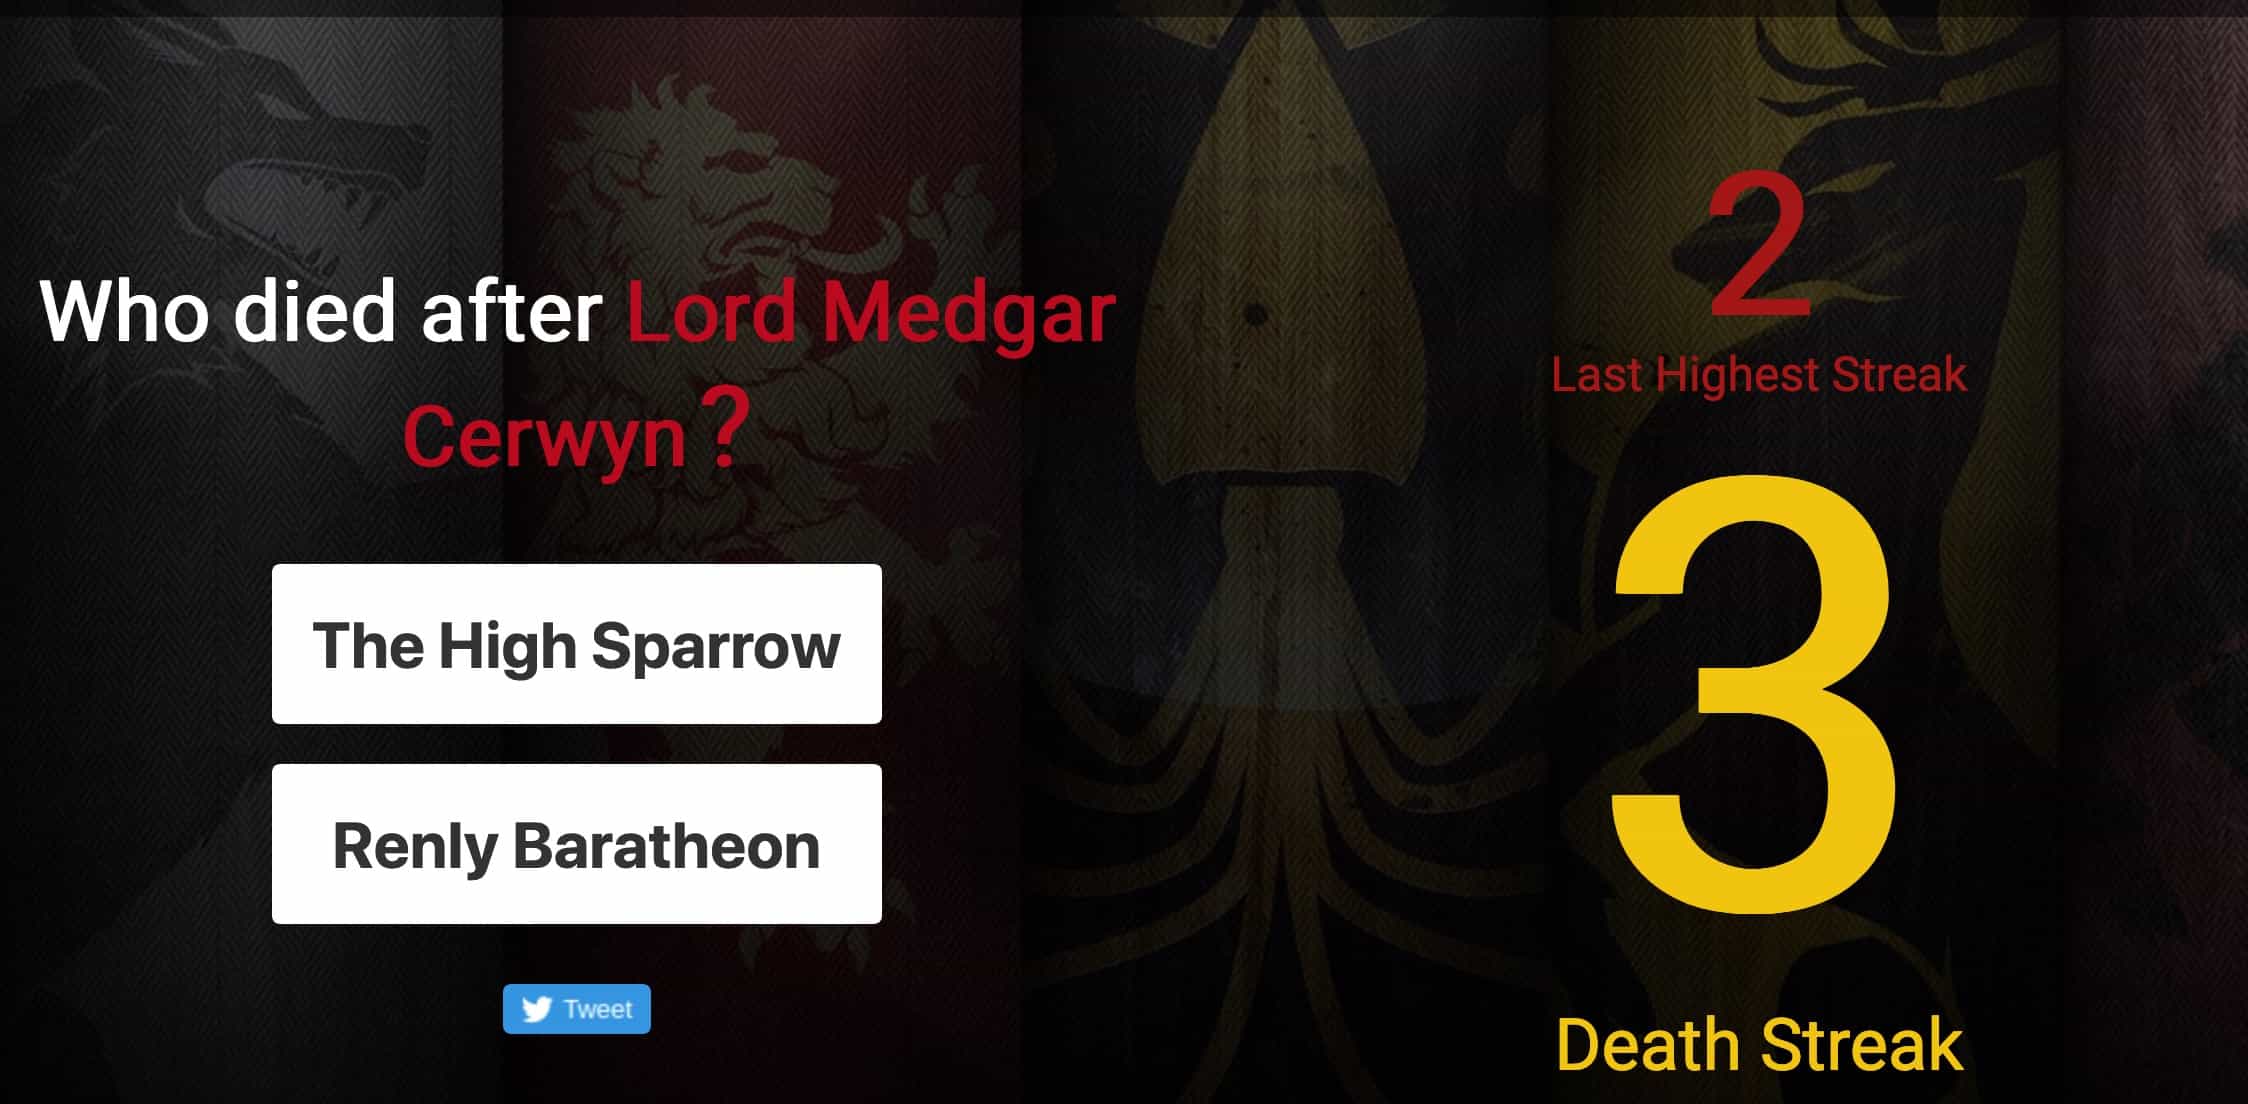 Who died after Lord Medgar
Cerwyn?
The High Sparrow
Renly Baratheon
Tweet
2
Last Highest Streak
3
Death Streak